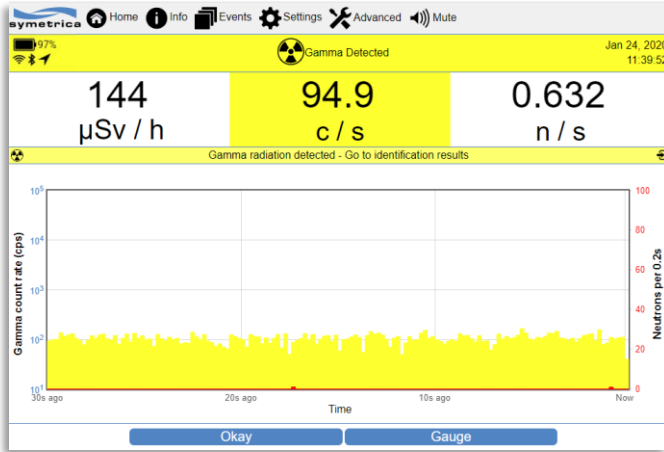 symetrica Home Info Events Settings Advanced Mute
97% Gamma Detected Jan 24, 2020
11:39:52
144 94.9 0.632
µSv / h c / s n / s
Gamma radiation detected - Go to identification results
10⁵ 100
80
10⁴
60
10³
40
10²
20
10¹ 0
Gamma count rate (cps)
Neutrons per 0.2s
30s ago 20s ago 10s ago Now
Time
Okay Gauge